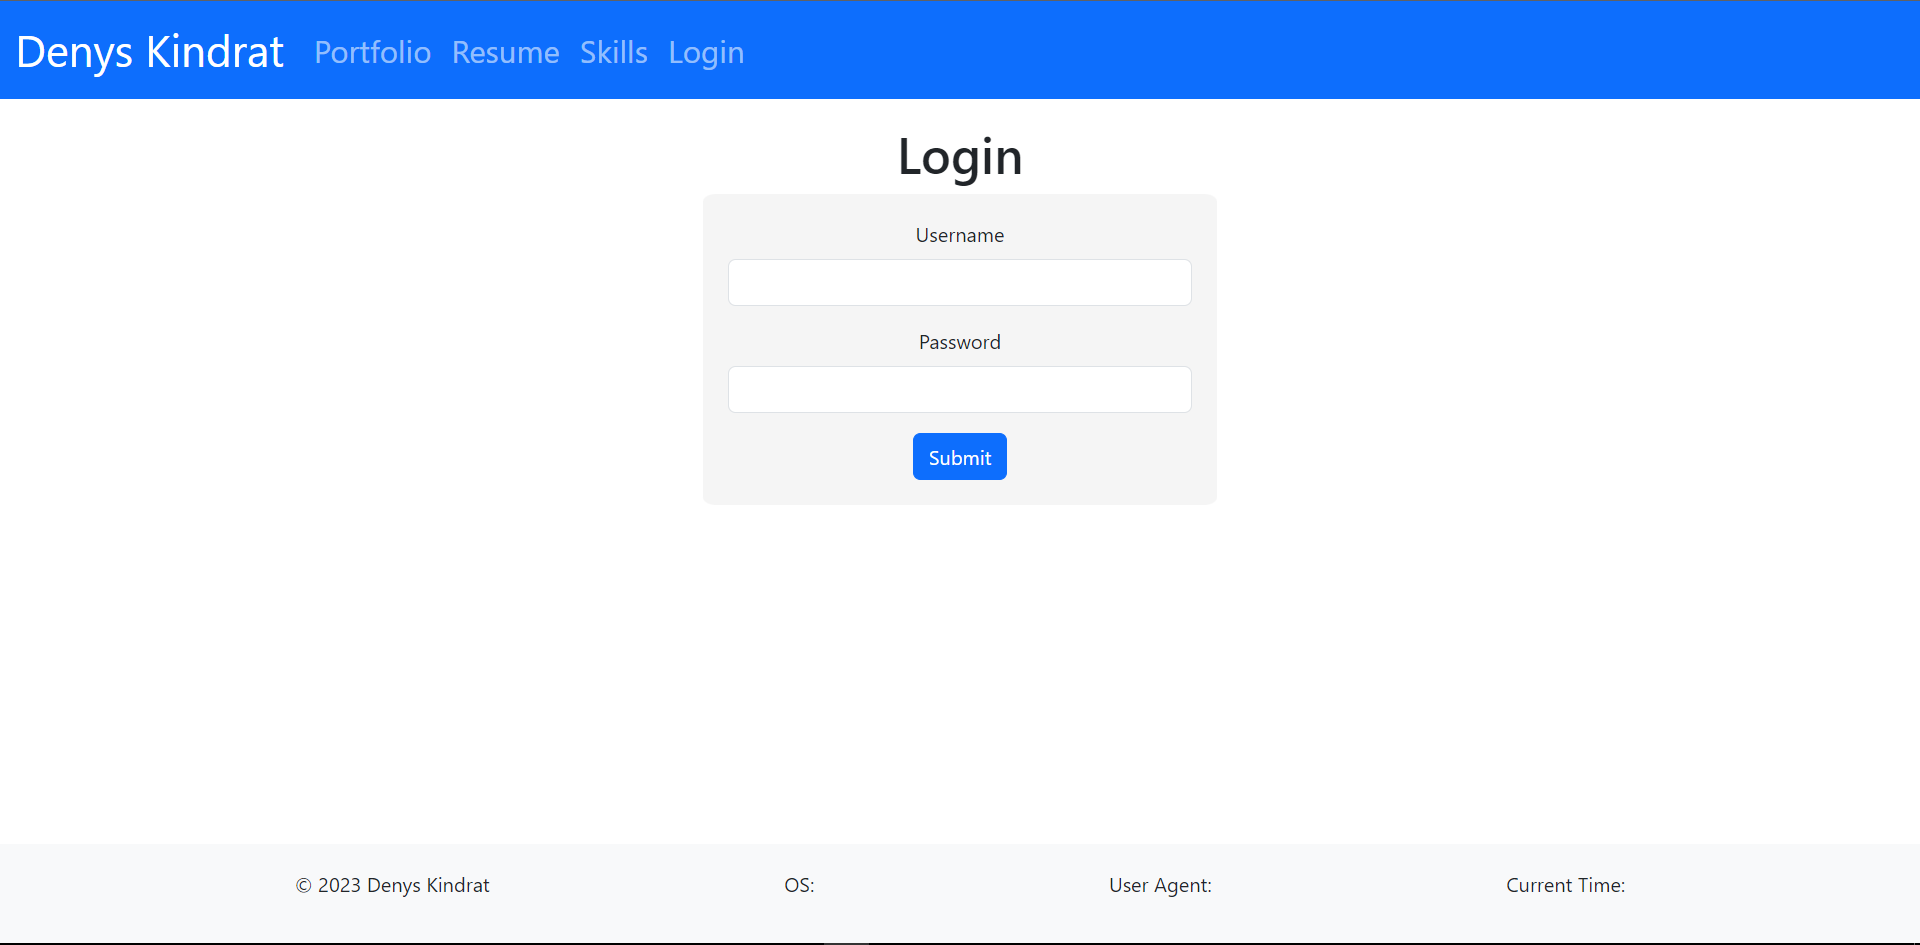 Denys Kindrat Portfolio Resume Skills Login
Login
Username
Password
Submit
© 2023 Denys Kindrat OS: User Agent: Current Time: